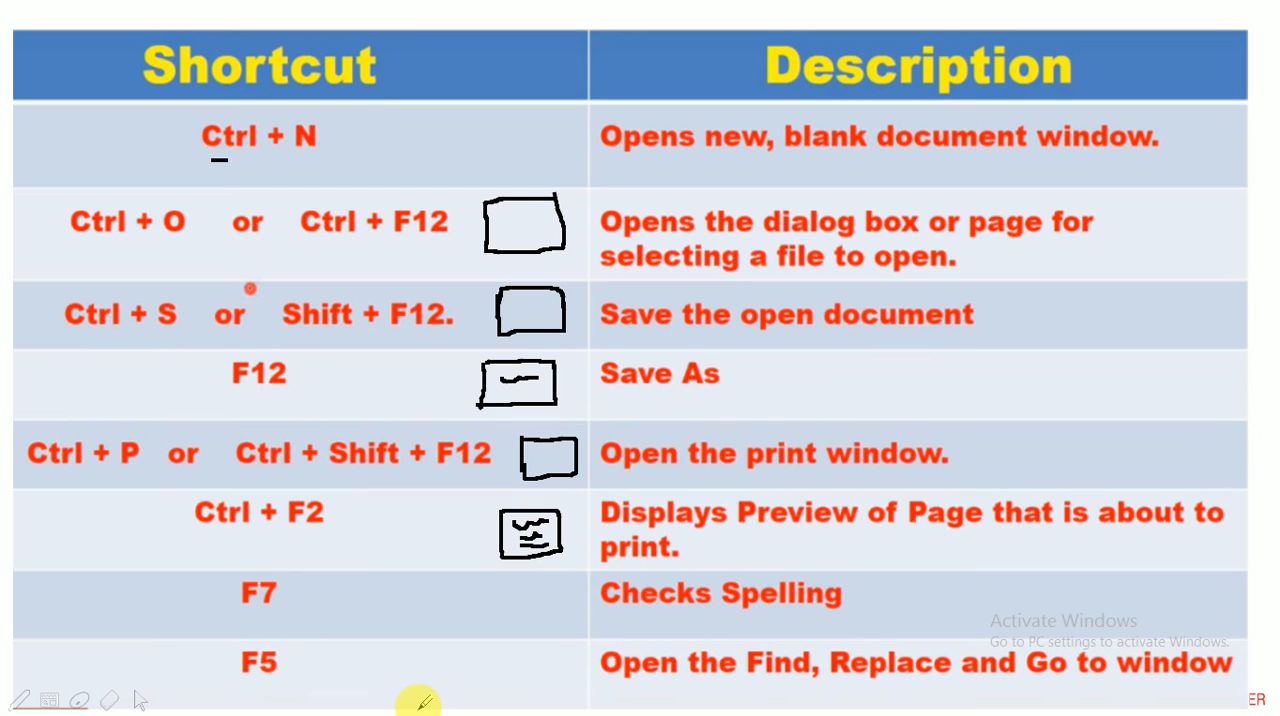 Shortcut Description
Ctrl + N Opens new, blank document window.
Ctrl + O or Ctrl + F12 Opens the dialog box or page for
selecting a file to open.
Ctrl + S or Shift + F12. Save the open document
F12 Save As
Ctrl + P or Ctrl + Shift + F12 Open the print window.
Ctrl + F2 Displays Preview of Page that is about to
print.
F7 Checks Spelling
Activate Windows
Go to PC settings to activate Windows.
F5 Open the Find, Replace and Go to window
ER